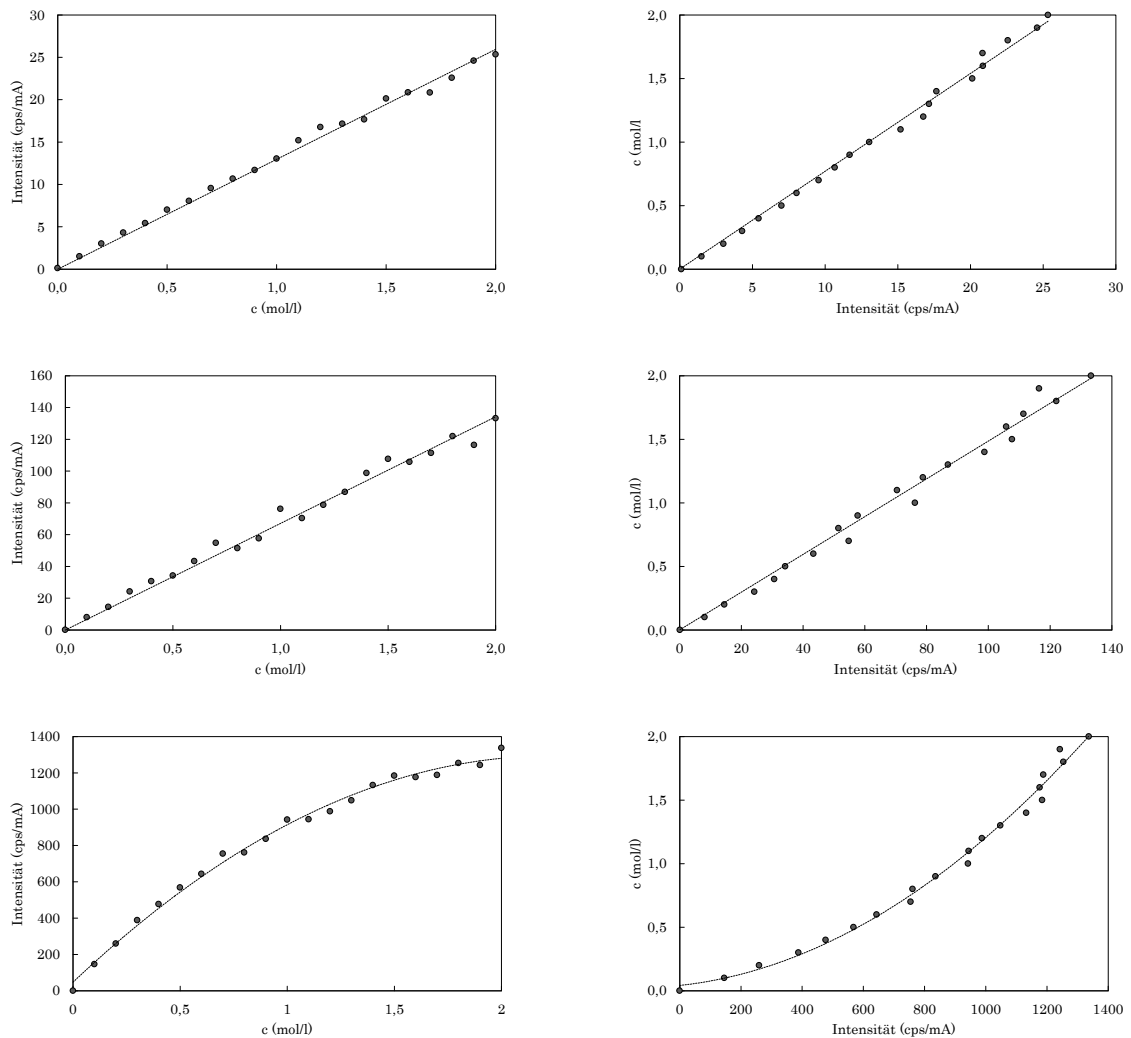 30
25
20
15
10
5
0
0,0 0,5 1,0 1,5 2,0
c (mol/l)
Intensität (cps/mA)
2,0
1,5
1,0
0,5
0,0
0 5 10 15 20 25 30
Intensität (cps/mA)
c (mol/l
160
140
120
100
80
60
40
20
0
0,0 0,5 1,0 1,5 2,0
c (mol/l)
Intensität (cps/mA)
2,0
1,5
1,0
0,5
0,0
0 20 40 60 80 100 120 140
Intensität (cps/mA)
c (mol/l)
1400
1200
1000
800
600
400
200
0
0 0,5 1 1,5 2
c (mol/l)
Intensität (cps/mA)
2,0
1,5
1,0
0,5
0,0
0 200 400 600 800 1000 1200 1400
Intensität (cps/mA)
c (mol/l)